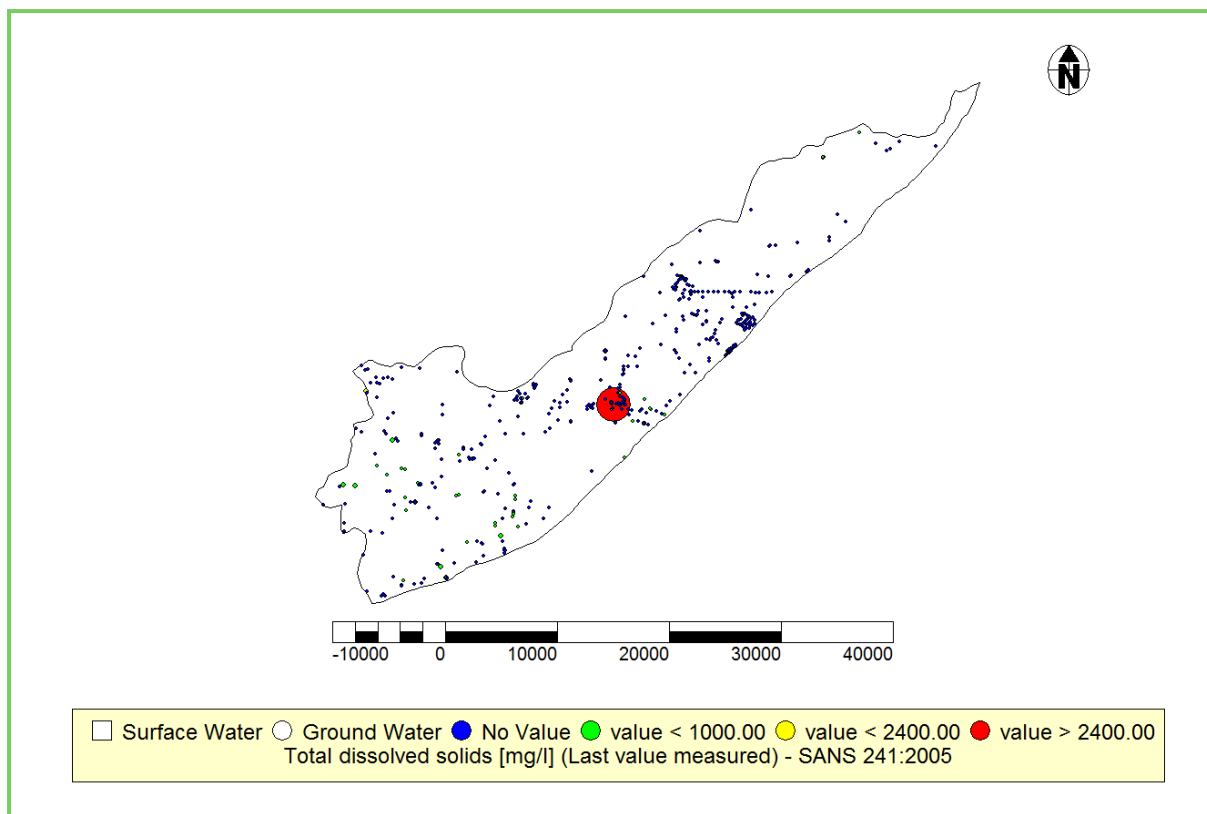 N
-10000 0 10000 20000 30000 40000
Surface Water Ground Water No Value value < 1000.00 value < 2400.00 value > 2400.00
Total dissolved solids [mg/l] (Last value measured) - SANS 241:2005